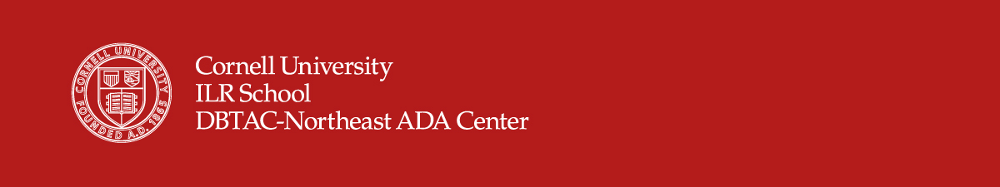 CORNELL UNIVERSITY
FOUNDED A.D. 1865
Cornell University
ILR School
DBTAC-Northeast ADA Center